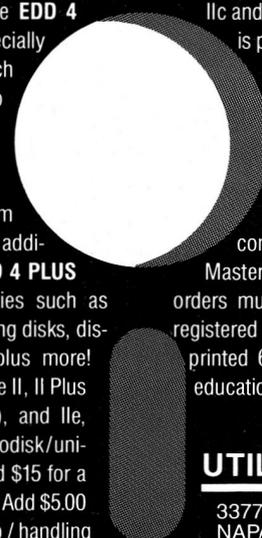 e EDD 4
ecially
ch
m
addi-
4 PLUS
ies such as
ng disks, dis-
plus more!
e II, II Plus
), and IIe,
odisk/uni-
d $15 for a
Add $5.00
/ handling
IIc and
is p
con
Master
orders mu
registered
printed 6
educatio
UTIL
3377
NAPA